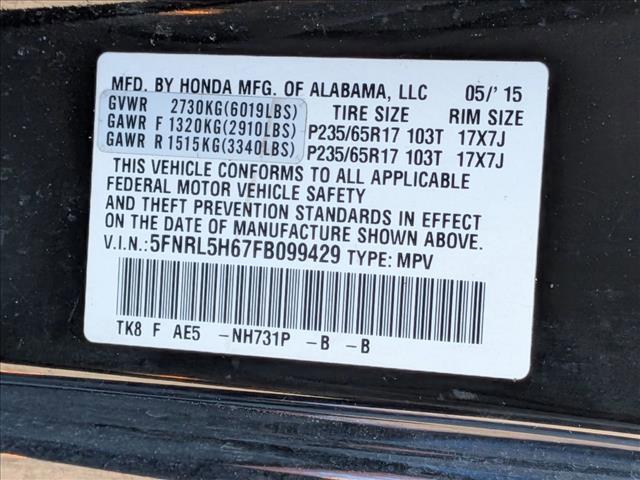 MFD. BY HONDA MFG. OF ALABAMA, LLC 05/'15
GVWR 2730KG(6019LBS) TIRE SIZE RIM SIZE
GAWR F 1320KG(2910LBS) P235/65R17 103T 17X7J
GAWR R 1515KG(3340LBS) P235/65R17 103T 17X7J
THIS VEHICLE CONFORMS TO ALL APPLICABLE
FEDERAL MOTOR VEHICLE SAFETY
AND THEFT PREVENTION STANDARDS IN EFFECT
ON THE DATE OF MANUFACTURE SHOWN ABOVE.
V.I.N.:5FNRL5H67FB099429 TYPE: MPV
TK8 F AE5 -NH731P -B -B